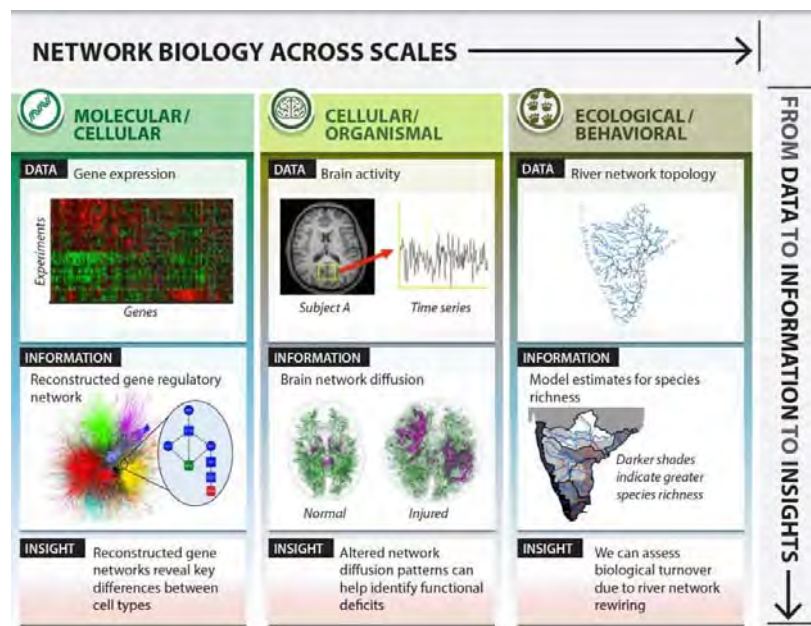 NETWORK BIOLOGY ACROSS SCALES
MOLECULAR/
CELLULAR
DATA Gene expression
Experiments
Genes
INFORMATION
Reconstructed gene regulatory
network
INSIGHT Reconstructed gene
networks reveal key
differences between
cell types
CELLULAR/
ORGANISMAL
DATA Brain activity
Subject A
Time series
INFORMATION
Brain network diffusion
Normal
Injured
INSIGHT Altered network
diffusion patterns can
help identify functional
deficits
ECOLOGICAL/
BEHAVIORAL
DATA River network topology
INFORMATION
Model estimates for species
richness
Darker shades
indicate greater
species richness
INSIGHT We can assess
biological turnover
due to river network
rewiring
FROM DATA TO INFORMATION TO INSIGHTS